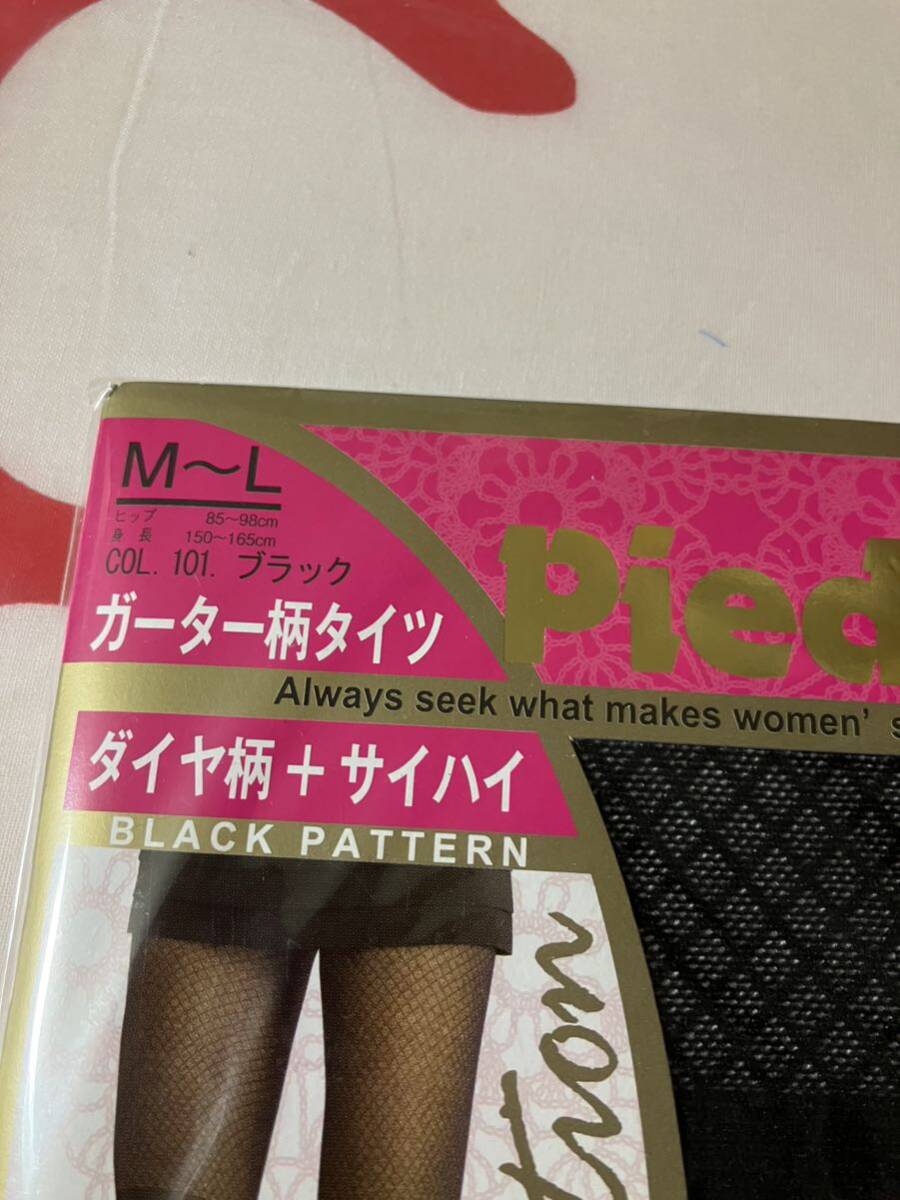 M～L
ヒップ 85～98cm
身長 150～165cm
COL. 101. ブラック
ガーター柄タイツ
Pied
Always seek what makes women' s
ダイヤ柄＋サイハイ
BLACK PATTERN
tion